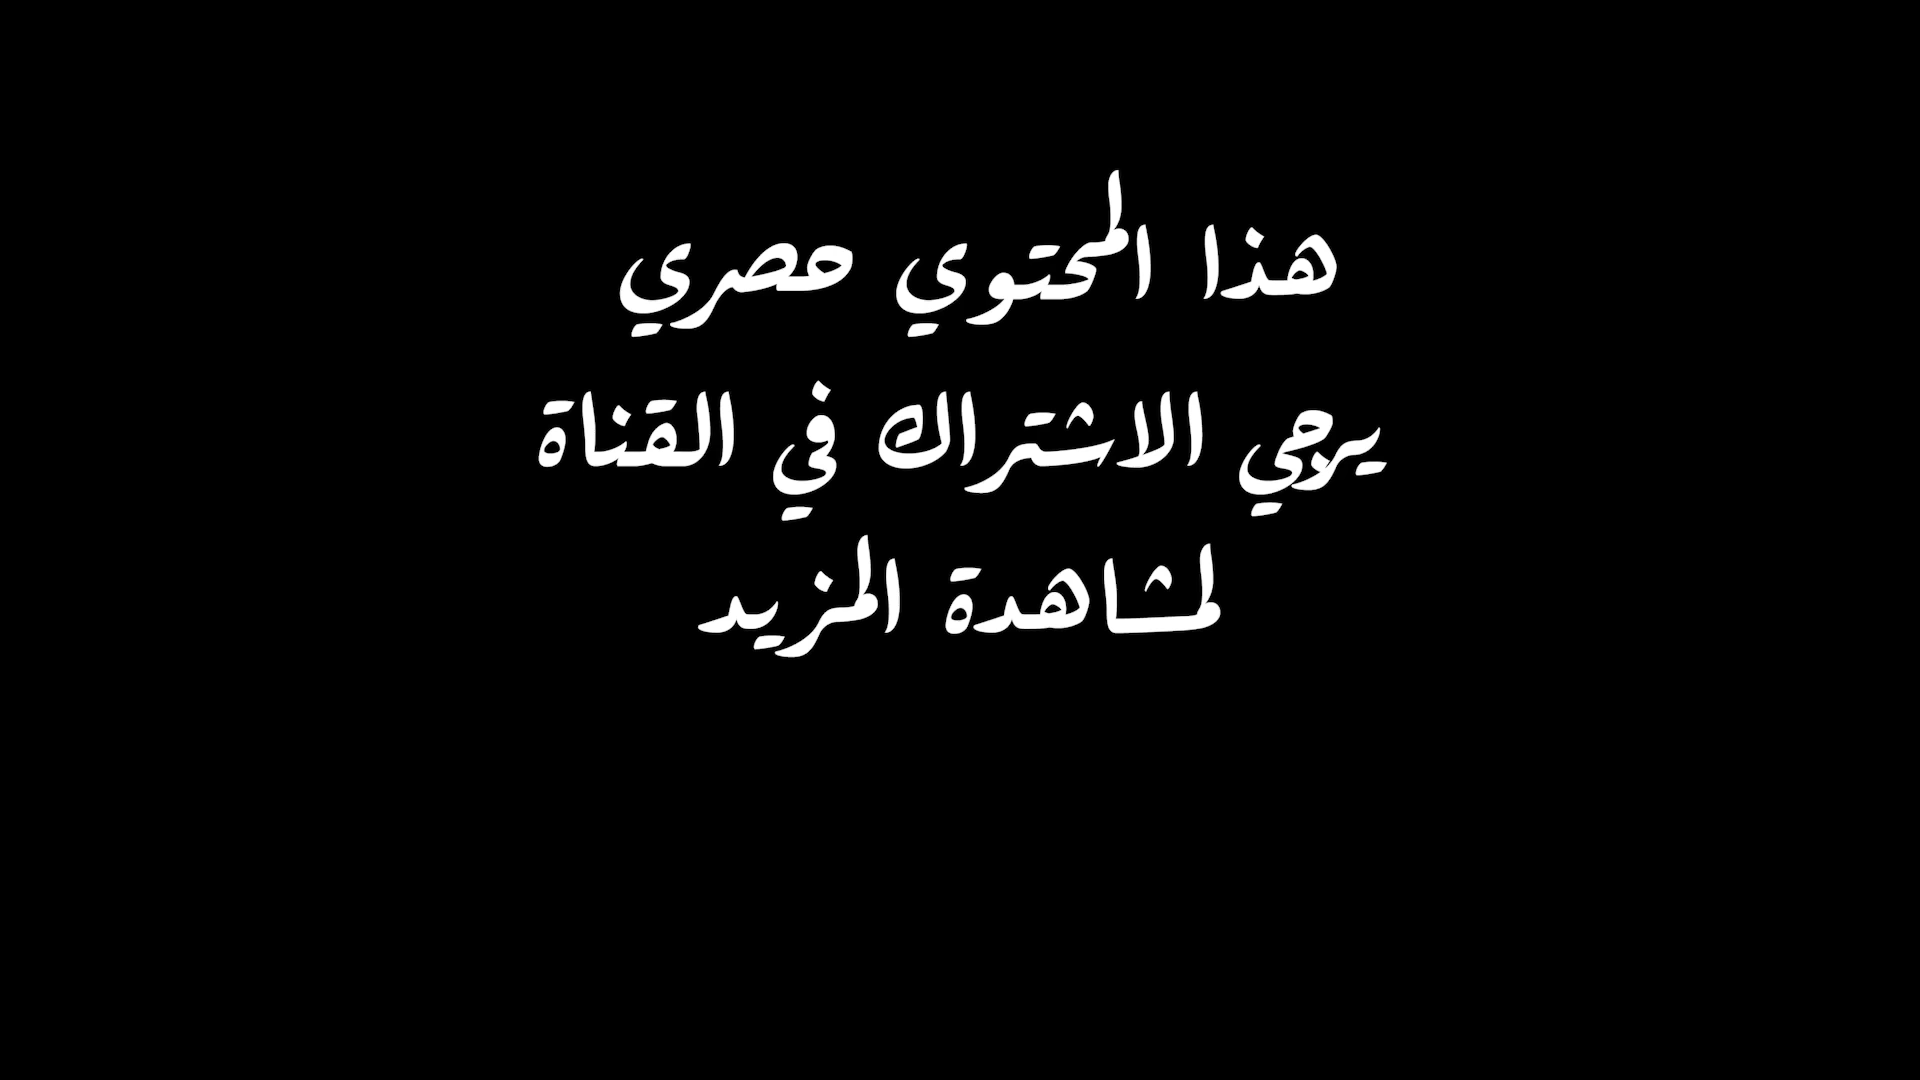 هذا المحتوي حصري
يرجي الاشتراك في القناة
لمشاهدة المزيد